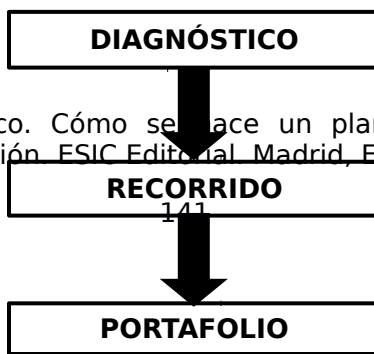 DIAGNÓSTICO
co. Cómo se hace un plan
ión. ESIC Editorial. Madrid, E
RECORRIDO
141
PORTAFOLIO